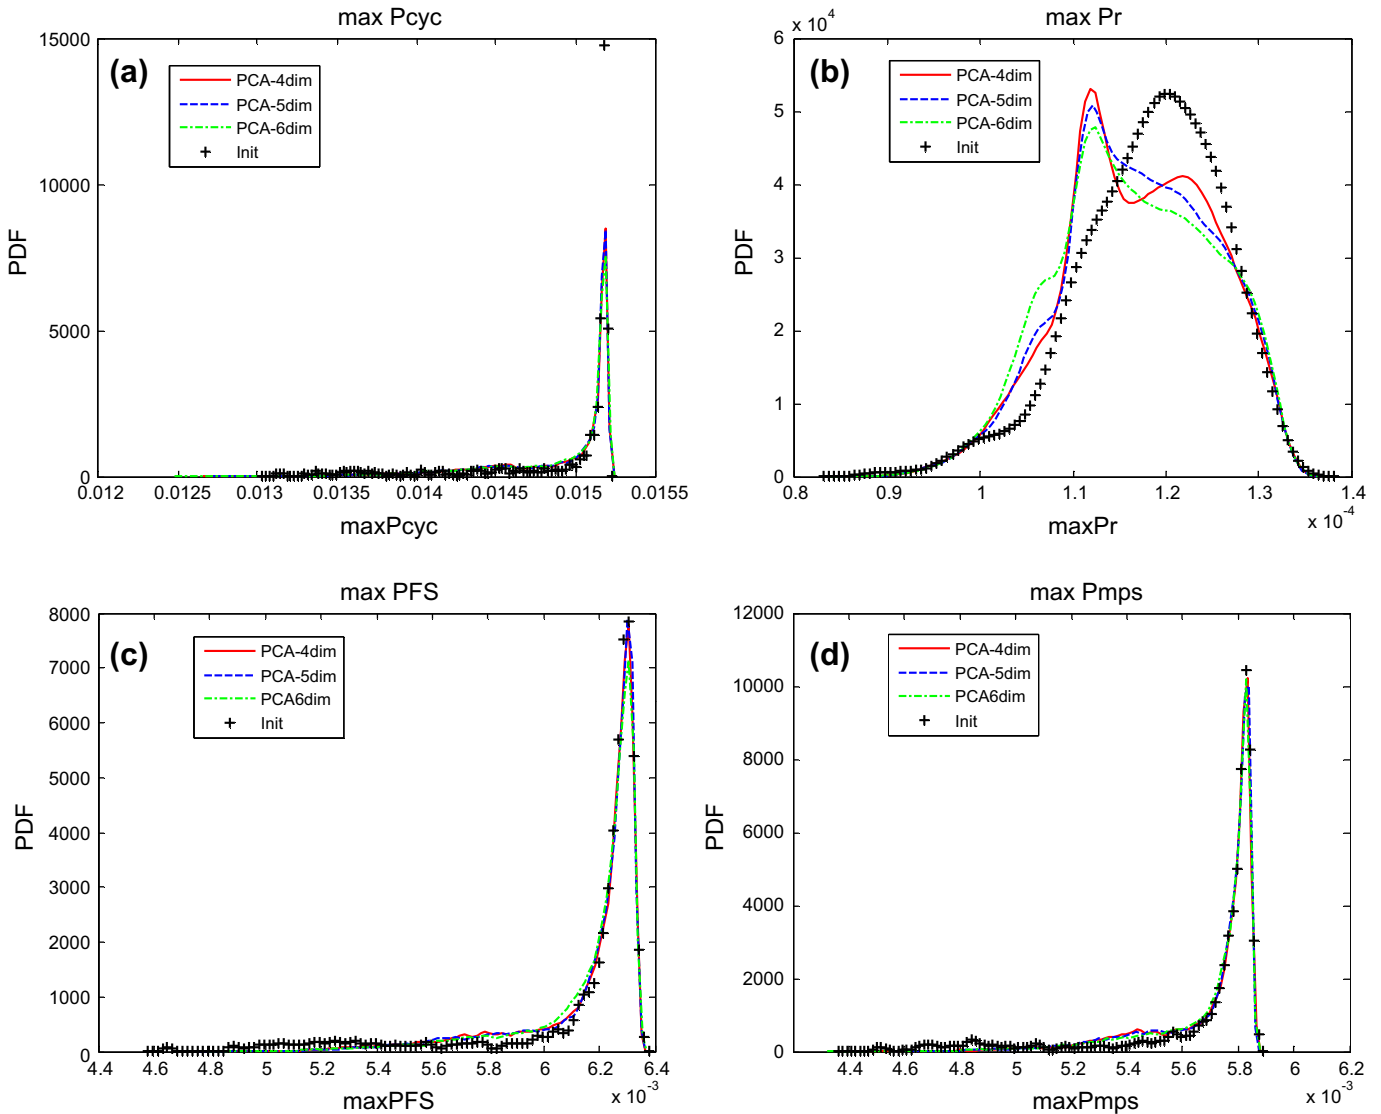 max Pcyc
(a)
PCA-4dim
PCA-5dim
PCA-6dim
Init
15000
10000
5000
0
PDF
0.012 0.0125 0.013 0.0135 0.014 0.0145 0.015 0.0155
maxPcyc
max Pr
x 10^4
(b)
PCA-4dim
PCA-5dim
PCA-6dim
Init
6
5
4
3
2
1
0
PDF
0.8 0.9 1 1.1 1.2 1.3 1.4
x 10^-4
maxPr
max PFS
(c)
PCA-4dim
PCA-5dim
PCA6dim
Init
8000
7000
6000
5000
4000
3000
2000
1000
0
PDF
4.4 4.6 4.8 5 5.2 5.4 5.6 5.8 6 6.2 6.4
x 10^-3
maxPFS
max Pmps
(d)
PCA-4dim
PCA-5dim
PCA6dim
Init
12000
10000
8000
6000
4000
2000
0
PDF
4.4 4.6 4.8 5 5.2 5.4 5.6 5.8 6 6.2
x 10^-3
maxPmps